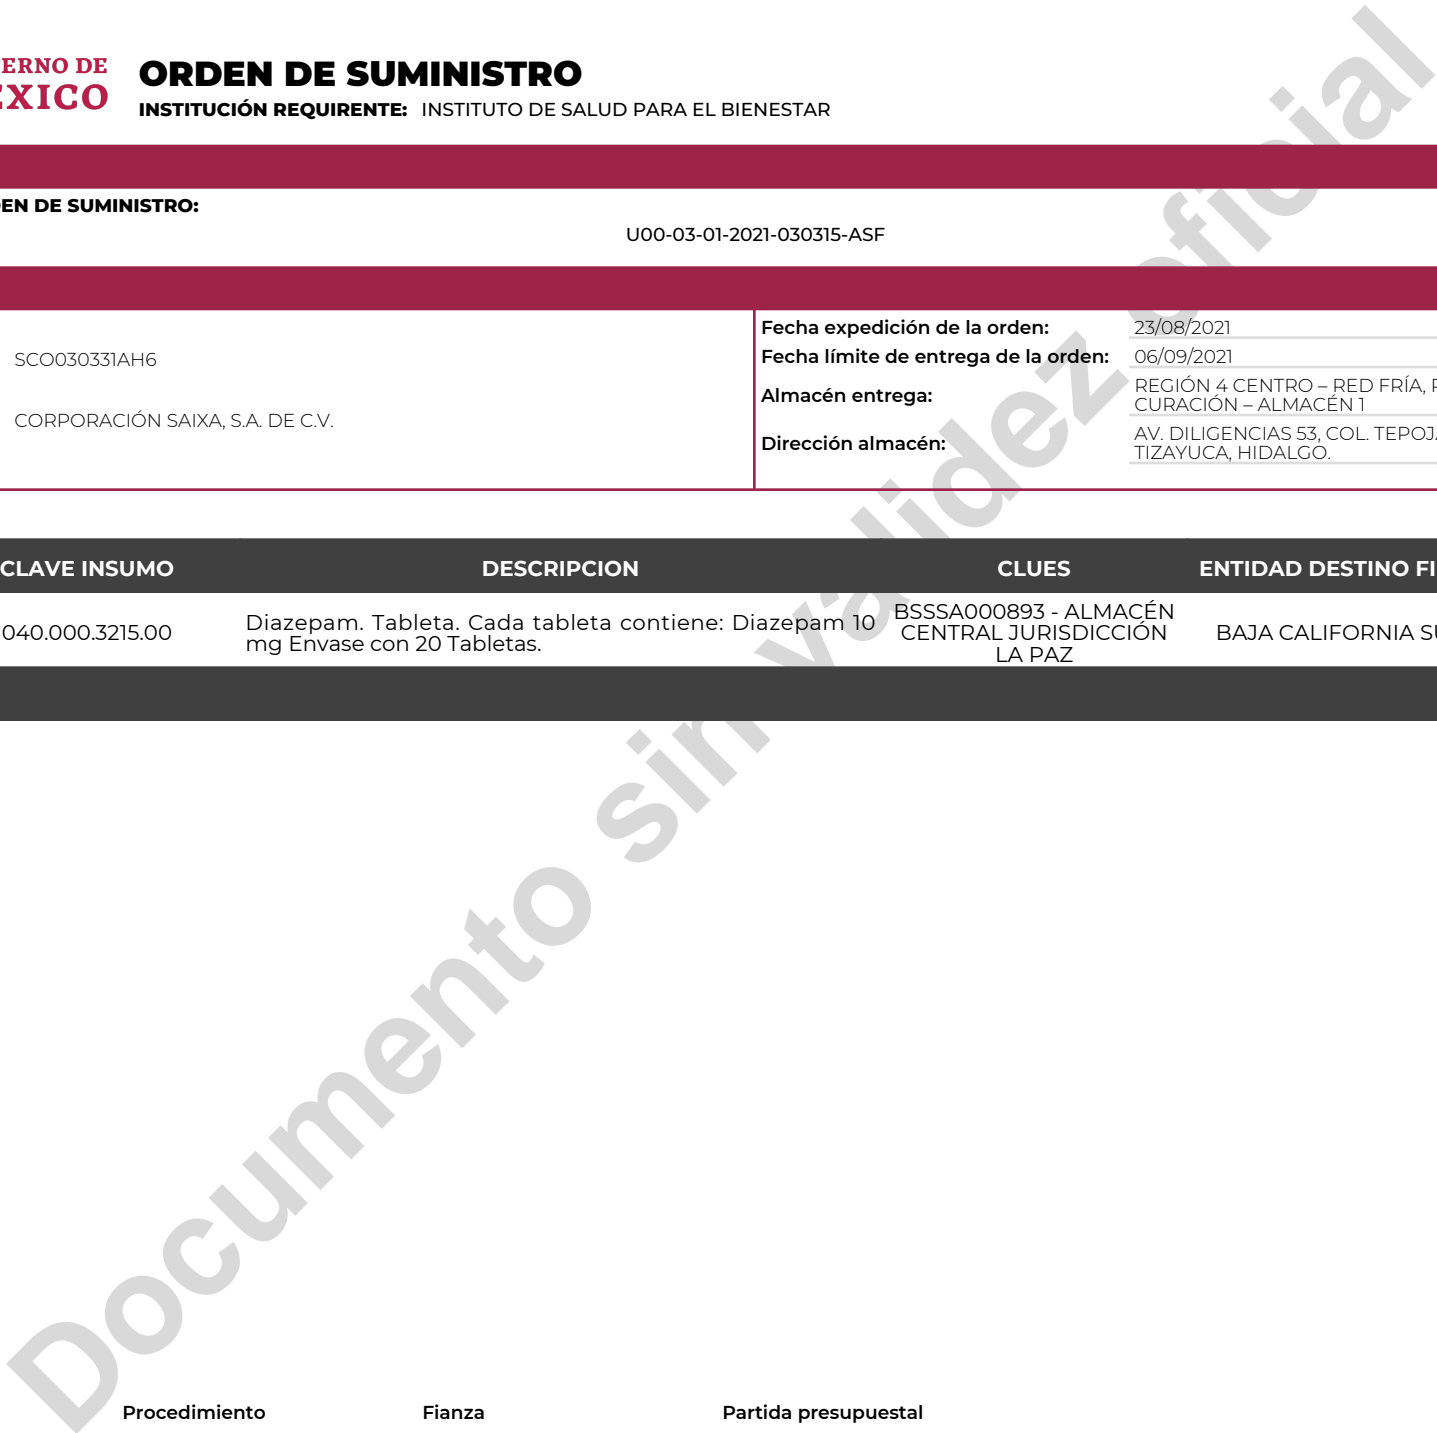 ERNO DE
EXICO
ORDEN DE SUMINISTRO
INSTITUCIÓN REQUIRENTE: INSTITUTO DE SALUD PARA EL BIENESTAR
EN DE SUMINISTRO:
U00-03-01-2021-030315-ASF
SCO030331AH6
CORPORACIÓN SAIXA, S.A. DE C.V.
Fecha expedición de la orden: 23/08/2021
Fecha límite de entrega de la orden: 06/09/2021
Almacén entrega: REGIÓN 4 CENTRO – RED FRÍA,
CURACIÓN – ALMACÉN 1
Dirección almacén: AV. DILIGENCIAS 53, COL. TEPOJ
TIZAYUCA, HIDALGO.
CLAVE INSUMO DESCRIPCION CLUES ENTIDAD DESTINO FI
040.000.3215.00
Diazepam. Tableta. Cada tableta contiene: Diazepam 10
mg Envase con 20 Tabletas.
BSSSA000893 - ALMACÉN
CENTRAL JURISDICCIÓN
LA PAZ
BAJA CALIFORNIA S
Documento sin validez oficial
Procedimiento Fianza Partida presupuestal